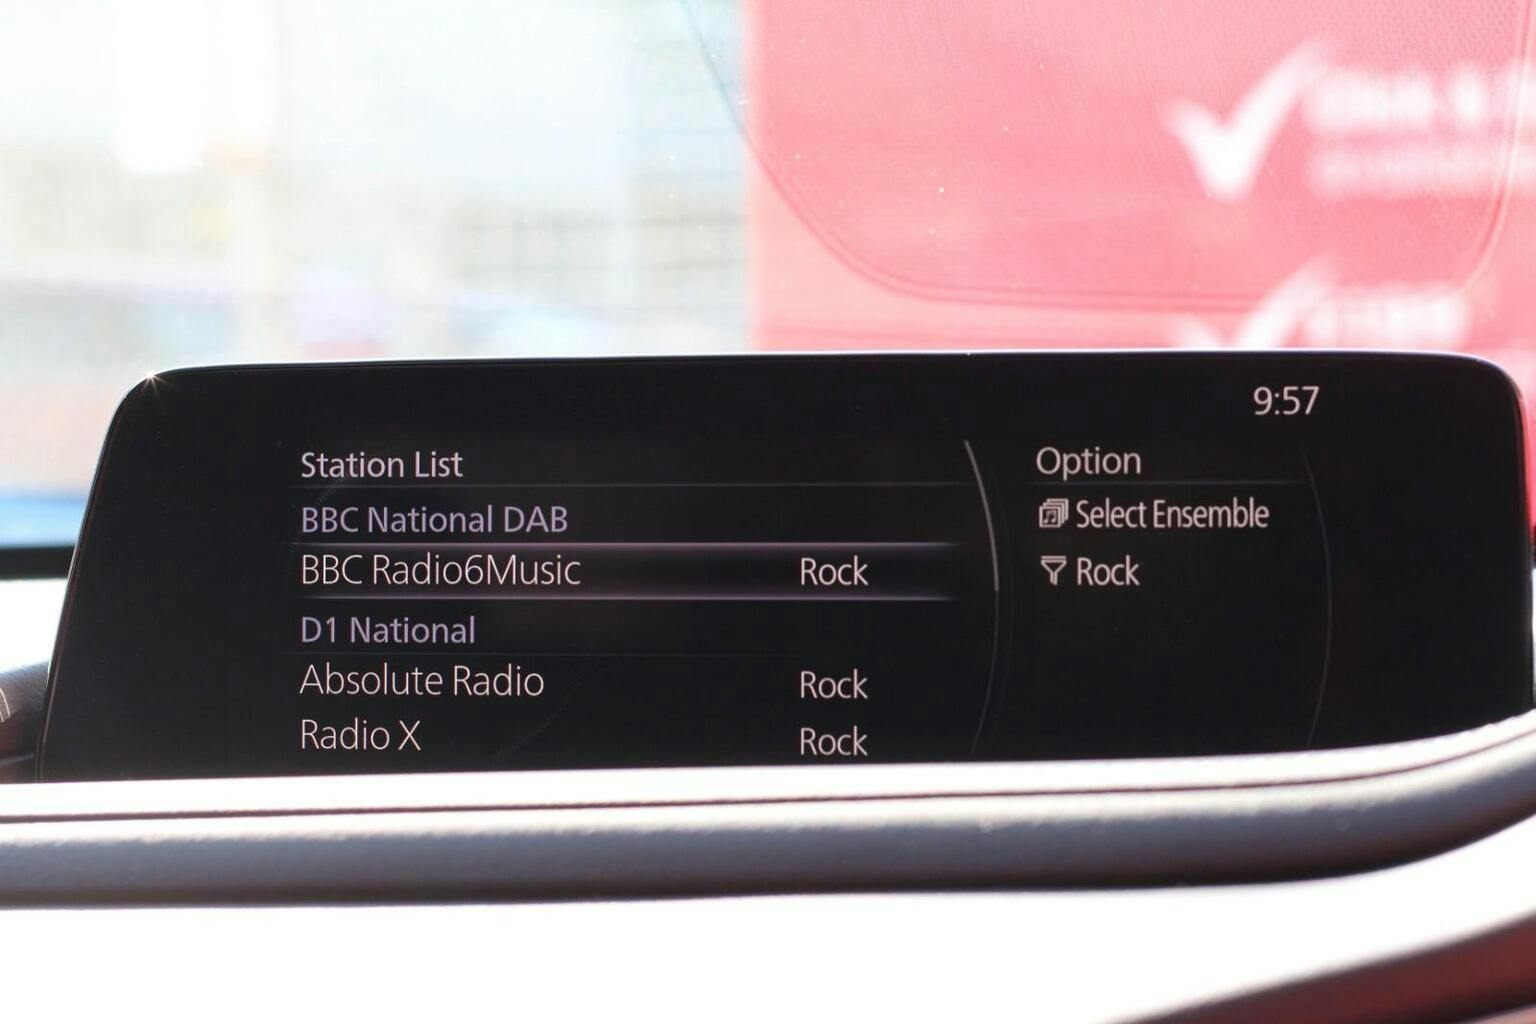 9:57
Station List
BBC National DAB
BBC Radio6Music Rock
D1 National
Absolute Radio Rock
Radio X Rock
Option
Select Ensemble
Rock